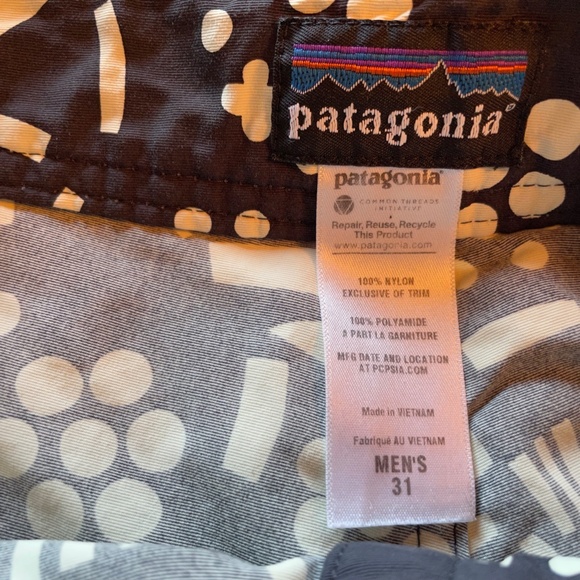 patagonia®
patagonia®
COMMON THREADS
INITIATIVE
Repair, Reuse, Recycle
This Product
www.patagonia.com
100% NYLON
EXCLUSIVE OF TRIM
100% POLYAMIDE
A PART LA GARNITURE
MFG DATE AND LOCATION
AT PCPSIA.COM
Made in VIETNAM
Fabriqué AU VIETNAM
MEN'S
31